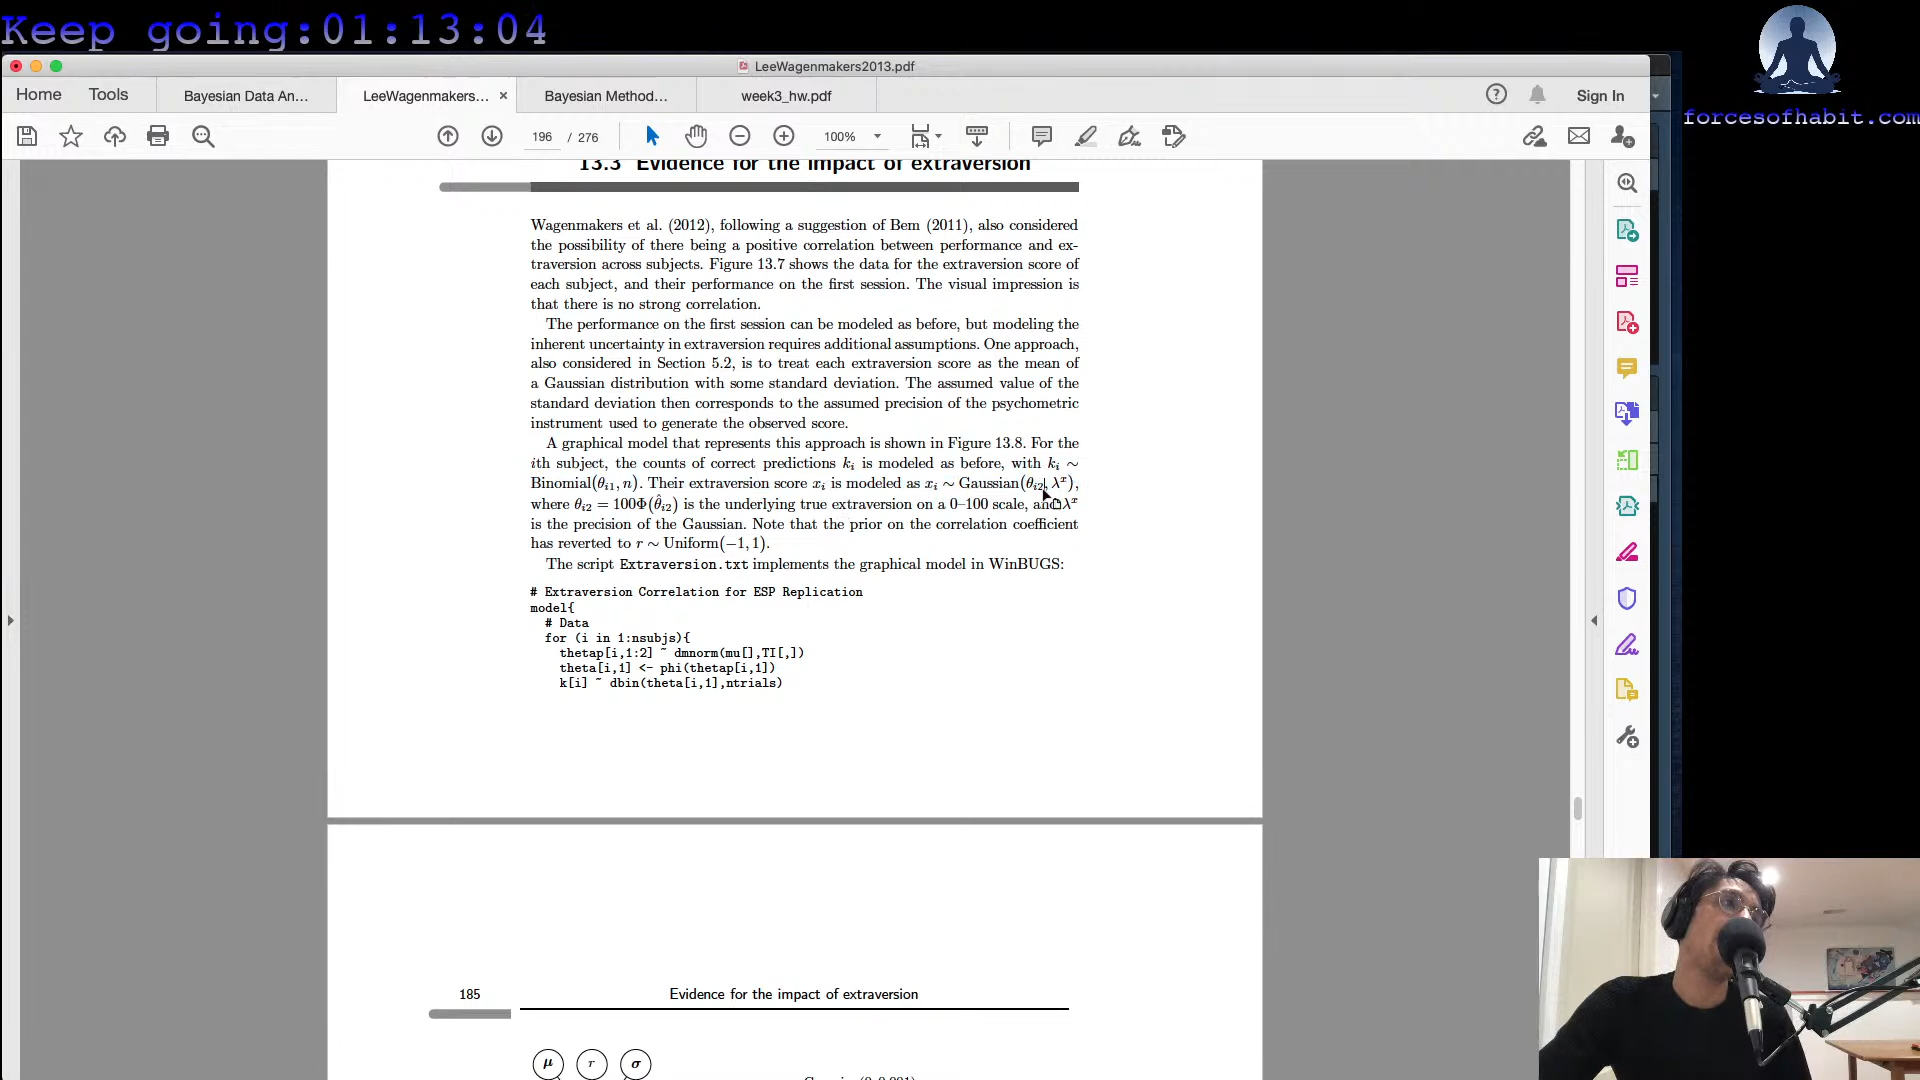 Keep going:01:13:04
forcesofhabit.com
LeeWagenmakers2013.pdf
Home Tools Bayesian Data An... LeeWagenmakers... × Bayesian Method... week3_hw.pdf Sign In
196 / 276 100%
13.3 Evidence for the impact of extraversion
Wagenmakers et al. (2012), following a suggestion of Bem (2011), also considered
the possibility of there being a positive correlation between performance and ex-
traversion across subjects. Figure 13.7 shows the data for the extraversion score of
each subject, and their performance on the first session. The visual impression is
that there is no strong correlation.
The performance on the first session can be modeled as before, but modeling the
inherent uncertainty in extraversion requires additional assumptions. One approach,
also considered in Section 5.2, is to treat each extraversion score as the mean of
a Gaussian distribution with some standard deviation. The assumed value of the
standard deviation then corresponds to the assumed precision of the psychometric
instrument used to generate the observed score.
A graphical model that represents this approach is shown in Figure 13.8. For the
ith subject, the counts of correct predictions kᵢ is modeled as before, with kᵢ ∼
Binomial(θᵢ₁, n). Their extraversion score xᵢ is modeled as xᵢ ∼ Gaussian(θᵢ₂, λˣ),
where θᵢ₂ = 100Φ(θ̂ᵢ₂) is the underlying true extraversion on a 0–100 scale, and λˣ
is the precision of the Gaussian. Note that the prior on the correlation coefficient
has reverted to r ∼ Uniform(−1, 1).
The script Extraversion.txt implements the graphical model in WinBUGS:
# Extraversion Correlation for ESP Replication
model{
# Data
for (i in 1:nsubjs){
thetap[i,1:2] ~ dmnorm(mu[],TI[,])
theta[i,1] <- phi(thetap[i,1])
k[i] ~ dbin(theta[i,1],ntrials)
185 Evidence for the impact of extraversion
μ r σ